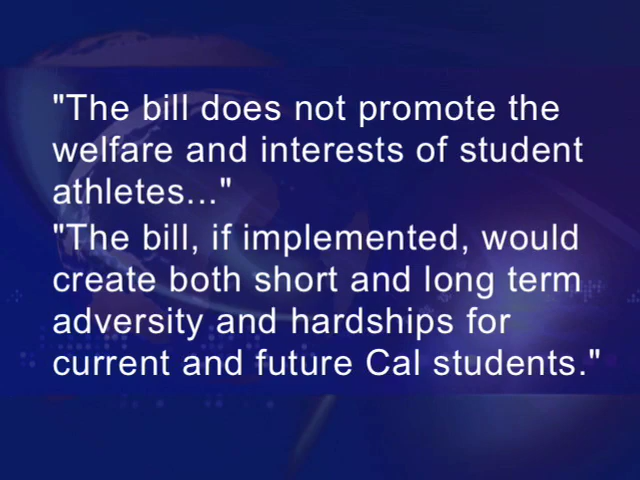 "The bill does not promote the
welfare and interests of student
athletes..."
"The bill, if implemented, would
create both short and long term
adversity and hardships for
current and future Cal students."